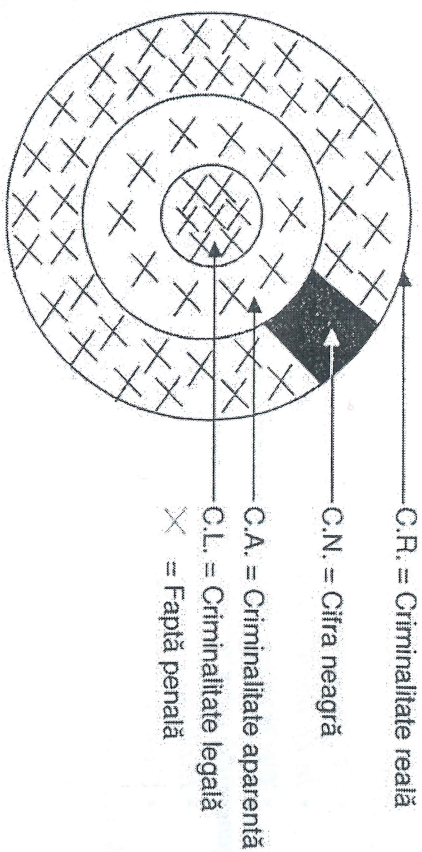 C.R. = Criminalitate reală
C.N. = Cifra neagră
C.A. = Criminalitate aparentă
C.L. = Criminalitate legală
X = Faptă penală